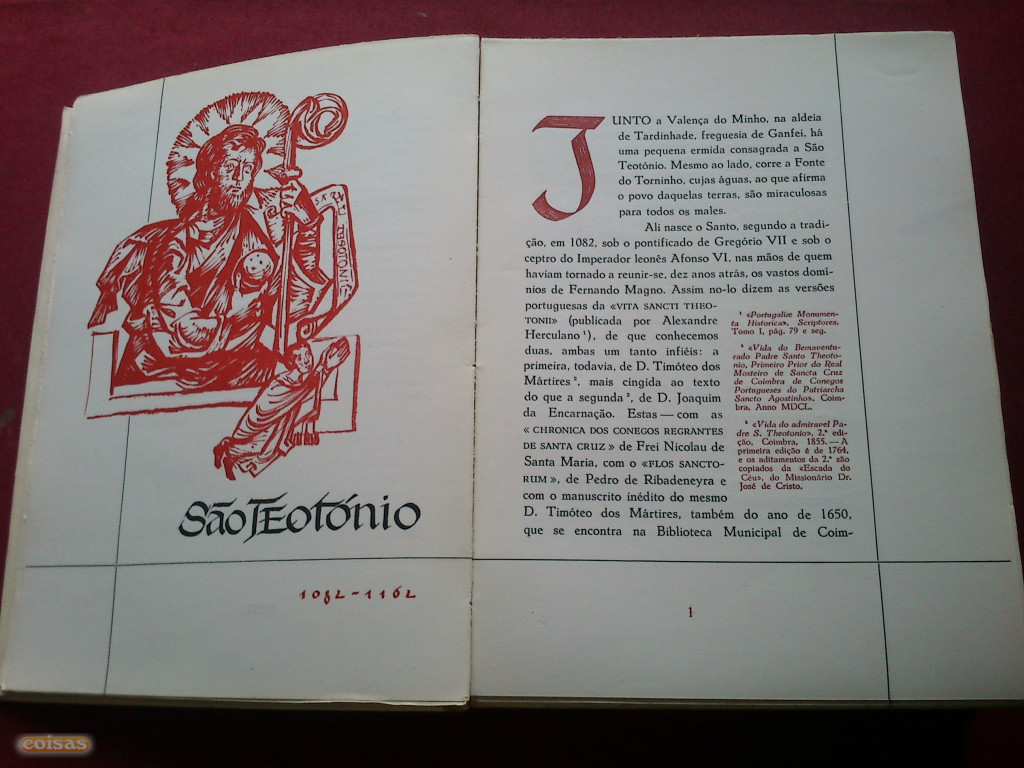 SÃ
TI TEOTONIU
São Teotónio
1082-1162
JUNTO a Valença do Minho, na aldeia
de Tardinhade, freguesia de Ganfei, há
uma pequena ermida consagrada a São
Teotónio. Mesmo ao lado, corre a Fonte
do Torninho, cujas águas, ao que afirma
o povo daquelas terras, são miraculosas
para todos os males.
Ali nasce o Santo, segundo a tradi-
ção, em 1082, sob o pontificado de Gregório VII e sob o
ceptro do Imperador leonês Afonso VI, nas mãos de quem
haviam tornado a reunir-se, dez anos atrás, os vastos domí-
nios de Fernando Magno. Assim no-lo dizem as versões
portuguesas da «VITA SANCTI THEO-
TONII» (publicada por Alexandre
Herculano ¹), de que conhecemos
duas, ambas um tanto infiéis: a
primeira, todavia, de D. Timóteo dos
Mártires ², mais cingida ao texto
do que a segunda ³, de D. Joaquim
da Encarnação. Estas — com as
« CHRONICA DOS CONEGOS REGRANTES
DE SANTA CRUZ » de Frei Nicolau de
Santa Maria, com o «FLOS SANCTO-
RUM», de Pedro de Ribadeneyra e
com o manuscrito inédito do mesmo
D. Timóteo dos Mártires, também do ano de 1650,
que se encontra na Biblioteca Municipal de Coim-
¹ «Portugaliæ Monumen-
ta Historica», Scriptores,
Tomo I, pág. 79 e seg.
² «Vida do Bemaventu-
rado Padre Santo Theoto-
nio, Primeiro Prior do Real
Mosteiro de Sancta Cruz
de Coimbra de Conegos
Portugueses do Patriarcha
Sancto Agostinho». Coim-
bra. Anno MDCL.
³ «Vida do admiravel Pa-
dre S. Theotonio». 2.ª edi-
ção, Coimbra, 1855. — A
primeira edição é de 1764,
e os aditamentos da 2.ª são
copiados da «Escada do
Céu», do Missionário Dr.
José de Cristo.
1
coisas